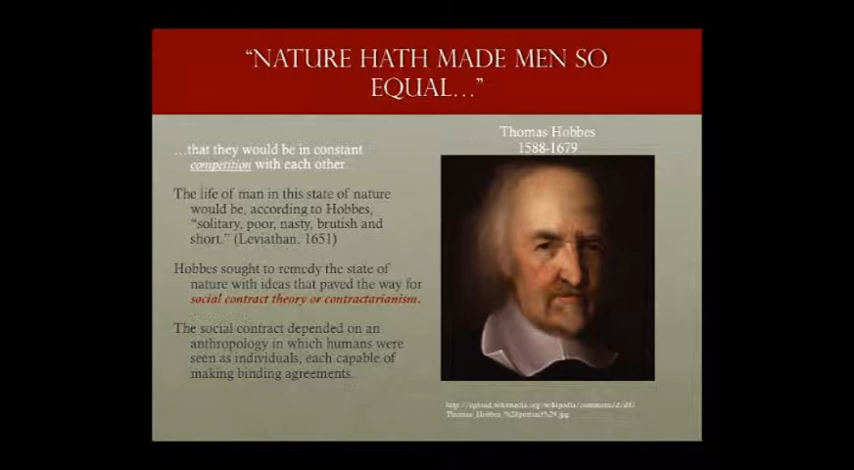 “NATURE HATH MADE MEN SO
EQUAL...”
...that they would be in constant
competition with each other...
The life of man in this state of nature
would be, according to Hobbes,
“solitary, poor, nasty, brutish and
short.” (Leviathan, 1651)
Hobbes sought to remedy the state of
nature with ideas that paved the way for
social contract theory or contractarianism.
The social contract depended on an
anthropology in which humans were
seen as individuals, each capable of
making binding agreements.
Thomas Hobbes
1588-1679
Thomas_Hobbes_%28portrait%29.jpg